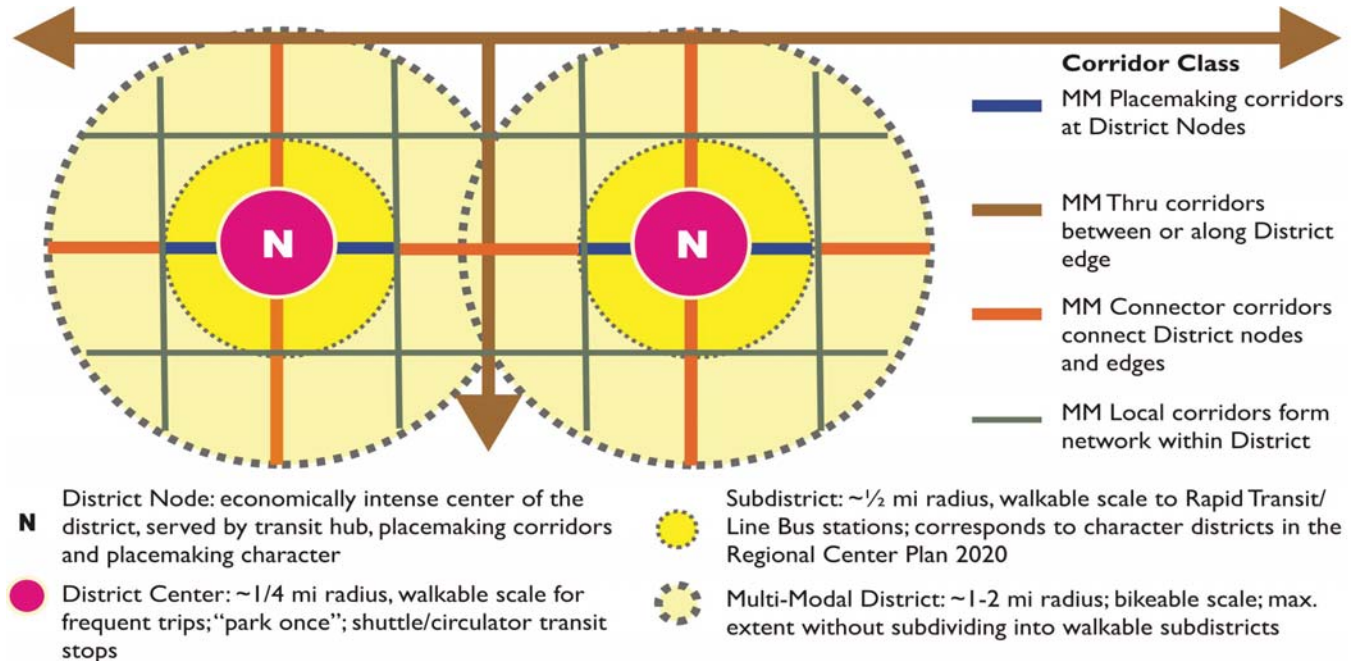 Corridor Class
MM Placemaking corridors
at District Nodes
MM Thru corridors
between or along District
edge
MM Connector corridors
connect District nodes
and edges
MM Local corridors form
network within District
N
N
N
District Node: economically intense center of the
district, served by transit hub, placemaking corridors
and placemaking character
District Center: ~1/4 mi radius, walkable scale for
frequent trips; “park once”; shuttle/circulator transit
stops
Subdistrict: ~½ mi radius, walkable scale to Rapid Transit/
Line Bus stations; corresponds to character districts in the
Regional Center Plan 2020
Multi-Modal District: ~1-2 mi radius; bikeable scale; max.
extent without subdividing into walkable subdistricts